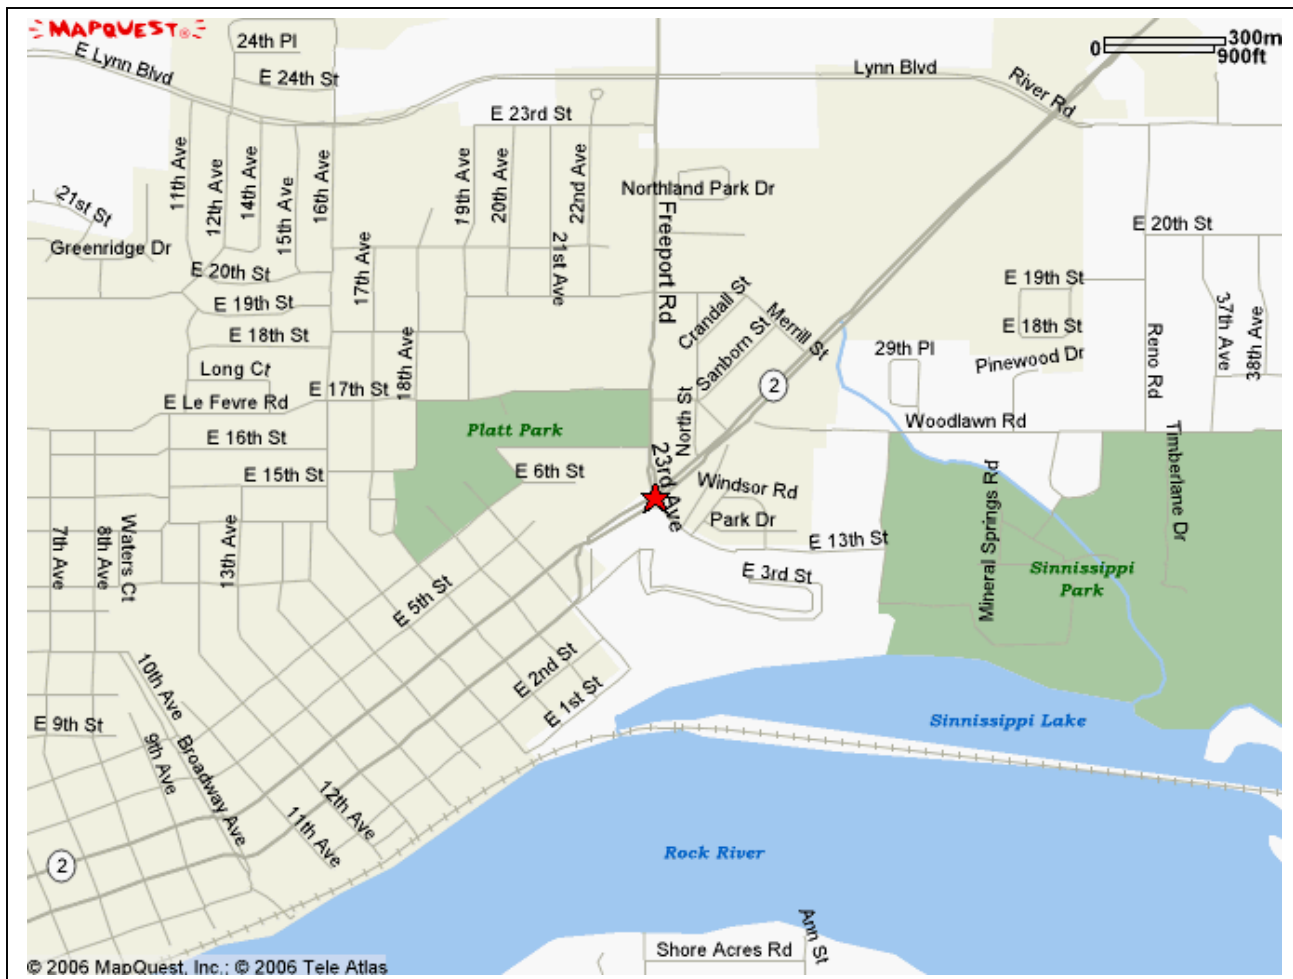 MAPQUEST®
24th Pl
300m
0
900ft
E Lynn Blvd
E 24th St
Lynn Blvd
River Rd
E 23rd St
11th Ave
12th Ave
14th Ave
15th Ave
16th Ave
19th Ave
20th Ave
22nd Ave
21st St
Northland Park Dr
Freeport Rd
E 20th St
Greenridge Dr
17th Ave
21st Ave
E 20th St
E 19th St
E 19th St
Crandall St
Merrill St
37th Ave
38th Ave
E 18th St
E 18th St
Sanborn St
29th Pl
Pinewood Dr
Reno Rd
Long Ct
E 17th St
18th Ave
2
E Le Fevre Rd
Platt Park
North St
Woodlawn Rd
E 16th St
E 15th St
E 6th St
23rd Ave
Windsor Rd
Timberlane Dr
Park Dr
Mineral Springs Rd
E 13th St
7th Ave
8th Ave
Waters Ct
13th Ave
E 3rd St
Sinnissippi
Park
E 5th St
10th Ave
E 2nd St
E 1st St
E 9th St
9th Ave
Broadway Ave
Sinnissippi Lake
12th Ave
11th Ave
2
Rock River
Ann St
Shore Acres Rd
© 2006 MapQuest, Inc.; © 2006 Tele Atlas